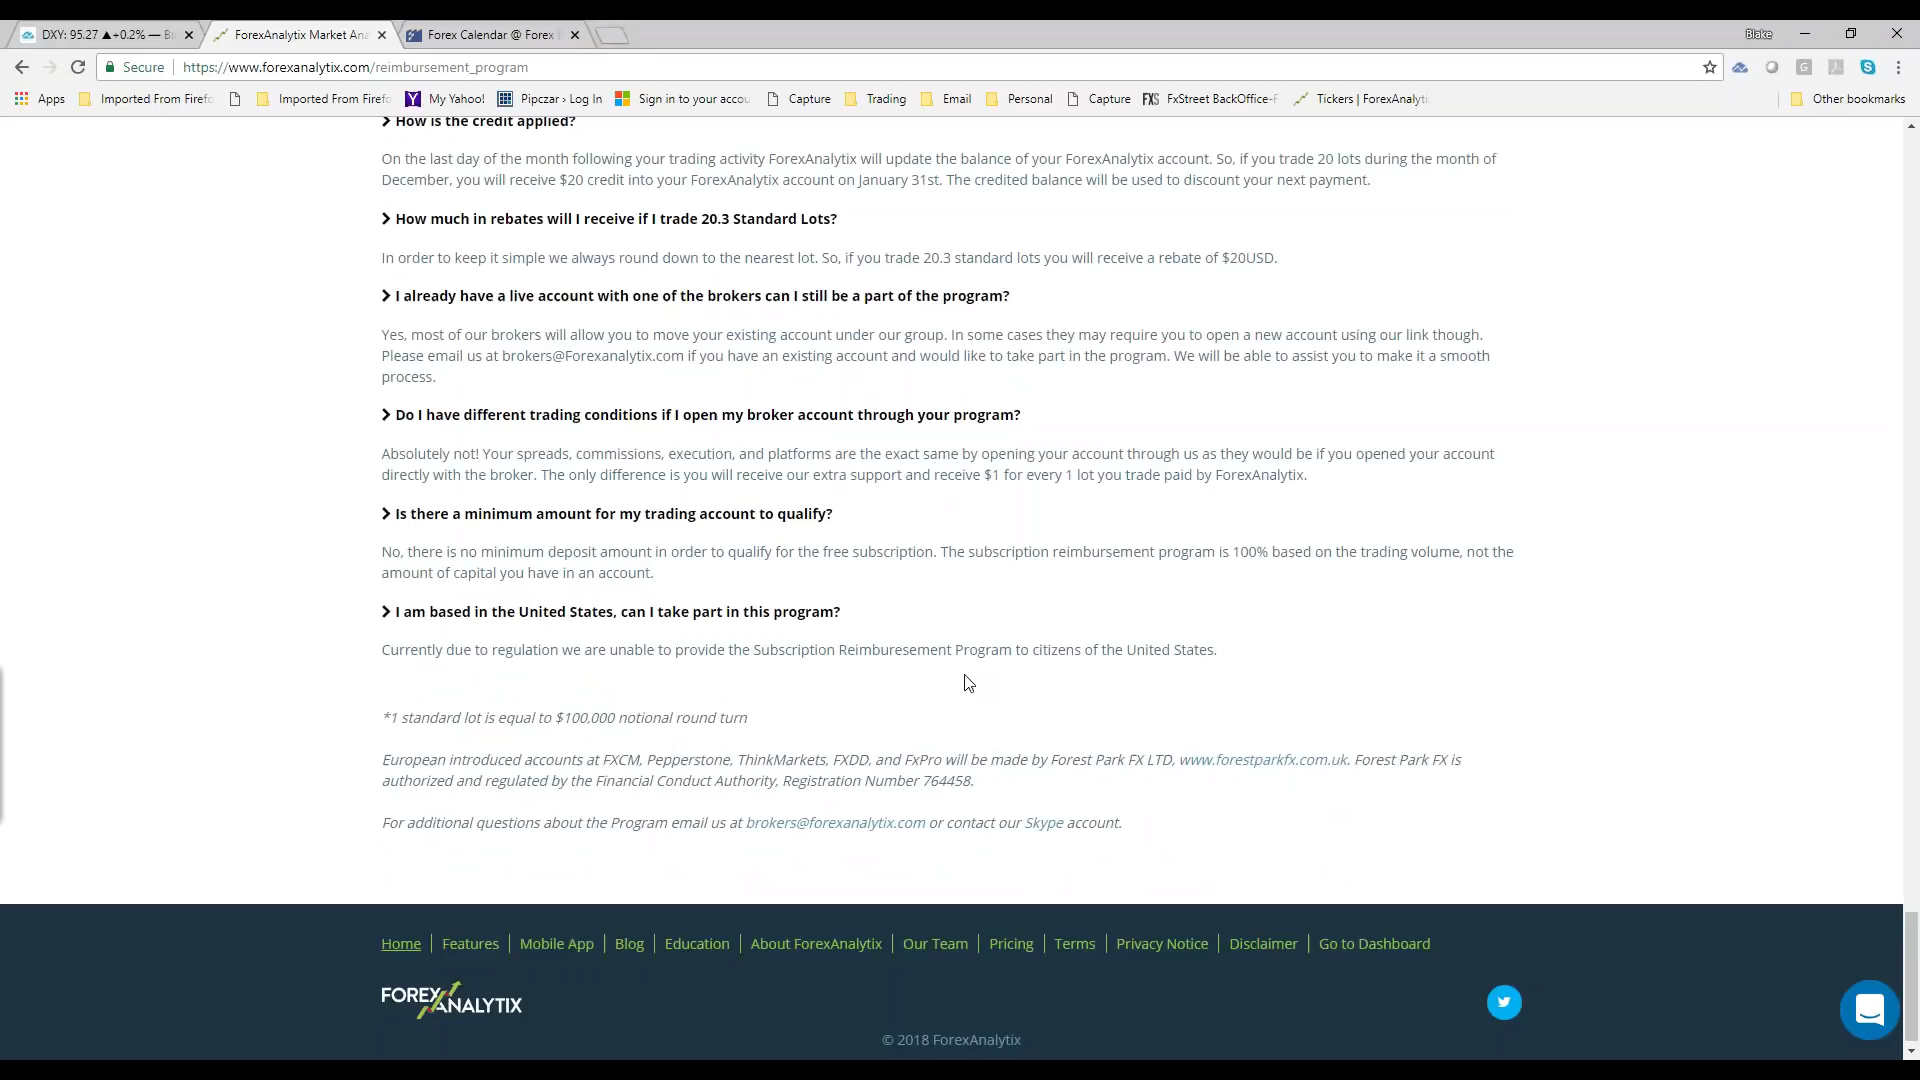 DXY: 95.27 ▲+0.2% —
ForexAnalytix Market Ana
Forex Calendar @ Forex
Blake
Secure
https://www.forexanalytix.com/reimbursement_program
Apps
Imported From Firefo
Imported From Firefo
My Yahoo!
Pipczar › Log In
Sign in to your accou
Capture
Trading
Email
Personal
Capture
FXS FxStreet BackOffice-F
Tickers | ForexAnalyti
Other bookmarks
How is the credit applied?
On the last day of the month following your trading activity ForexAnalytix will update the balance of your ForexAnalytix account. So, if you trade 20 lots during the month of
December, you will receive $20 credit into your ForexAnalytix account on January 31st. The credited balance will be used to discount your next payment.
How much in rebates will I receive if I trade 20.3 Standard Lots?
In order to keep it simple we always round down to the nearest lot. So, if you trade 20.3 standard lots you will receive a rebate of $20USD.
I already have a live account with one of the brokers can I still be a part of the program?
Yes, most of our brokers will allow you to move your existing account under our group. In some cases they may require you to open a new account using our link though.
Please email us at brokers@Forexanalytix.com if you have an existing account and would like to take part in the program. We will be able to assist you to make it a smooth
process.
Do I have different trading conditions if I open my broker account through your program?
Absolutely not! Your spreads, commissions, execution, and platforms are the exact same by opening your account through us as they would be if you opened your account
directly with the broker. The only difference is you will receive our extra support and receive $1 for every 1 lot you trade paid by ForexAnalytix.
Is there a minimum amount for my trading account to qualify?
No, there is no minimum deposit amount in order to qualify for the free subscription. The subscription reimbursement program is 100% based on the trading volume, not the
amount of capital you have in an account.
I am based in the United States, can I take part in this program?
Currently due to regulation we are unable to provide the Subscription Reimburesement Program to citizens of the United States.
*1 standard lot is equal to $100,000 notional round turn
European introduced accounts at FXCM, Pepperstone, ThinkMarkets, FXDD, and FxPro will be made by Forest Park FX LTD, www.forestparkfx.com.uk. Forest Park FX is
authorized and regulated by the Financial Conduct Authority, Registration Number 764458.
For additional questions about the Program email us at brokers@forexanalytix.com or contact our Skype account.
Home | Features | Mobile App | Blog | Education | About ForexAnalytix | Our Team | Pricing | Terms | Privacy Notice | Disclaimer | Go to Dashboard
FOREXANALYTIX
© 2018 ForexAnalytix